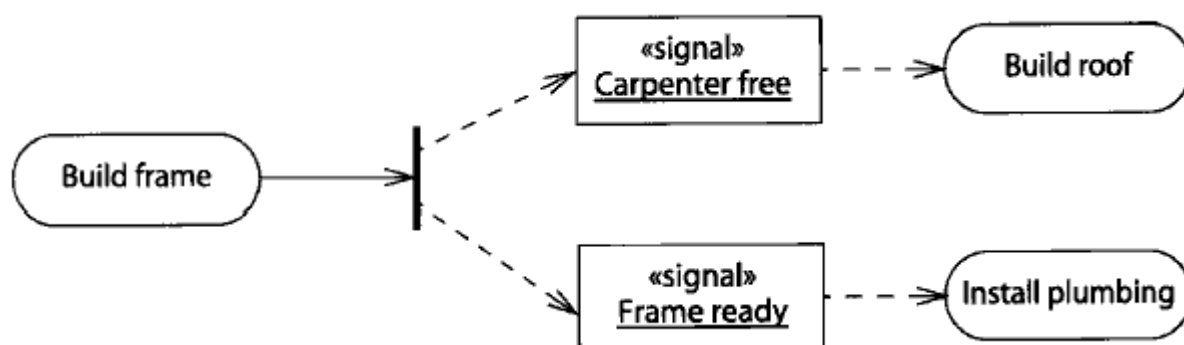 «signal»
Carpenter free
Build roof
Build frame
«signal»
Frame ready
Install plumbing